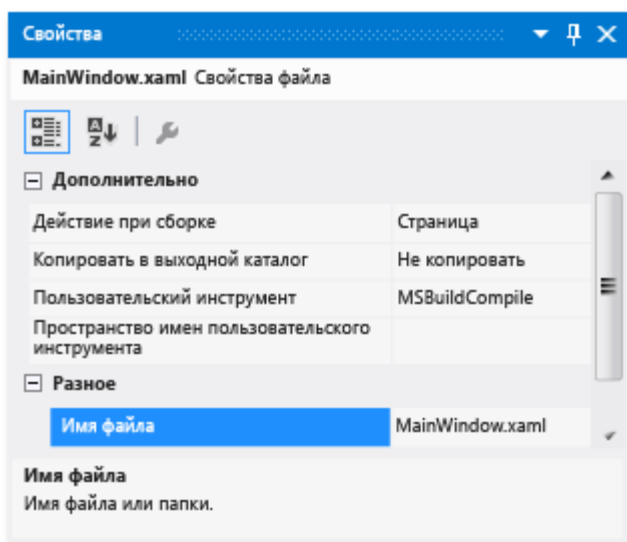 Свойства
MainWindow.xaml Свойства файла
Дополнительно
Действие при сборке Страница
Копировать в выходной каталог Не копировать
Пользовательский инструмент MSBuildCompile
Пространство имен пользовательского
инструмента
Разное
Имя файла MainWindow.xaml
Имя файла
Имя файла или папки.